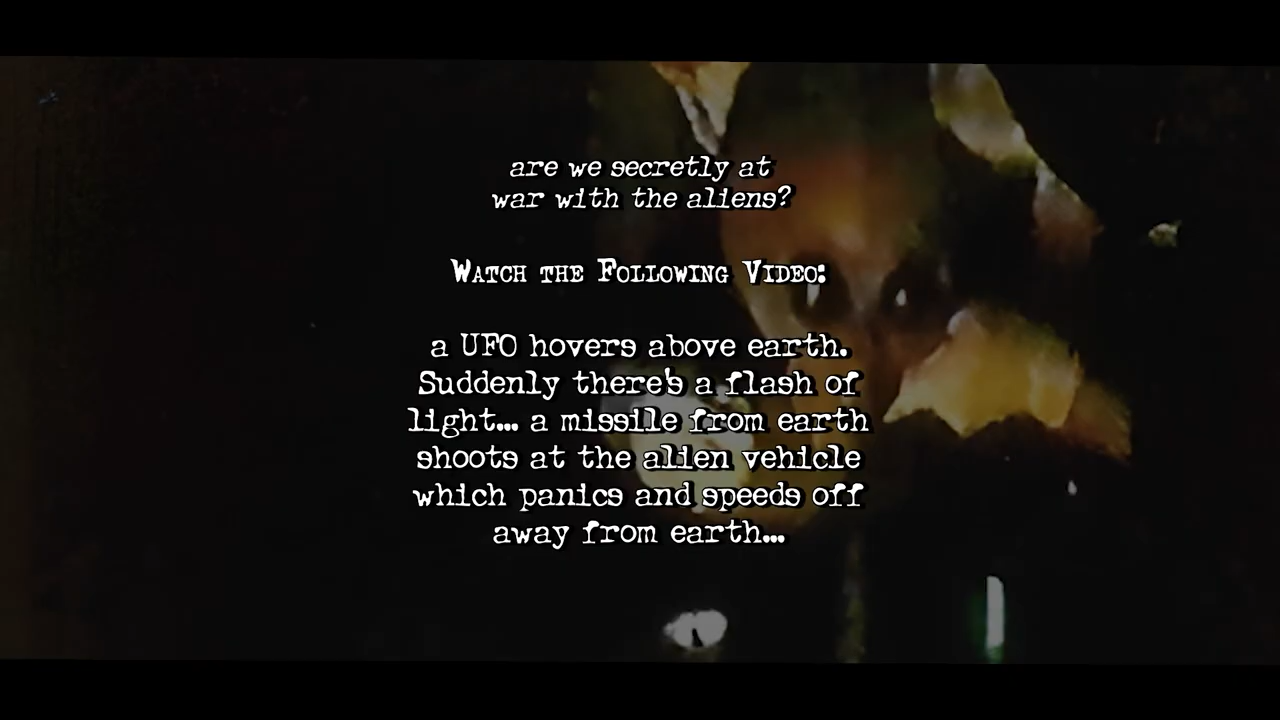 are we secretly at
war with the aliens?
Watch the Following Video:
a UFO hovers above earth.
Suddenly there's a flash of
light... a missile from earth
shoots at the alien vehicle
which panics and speeds off
away from earth...